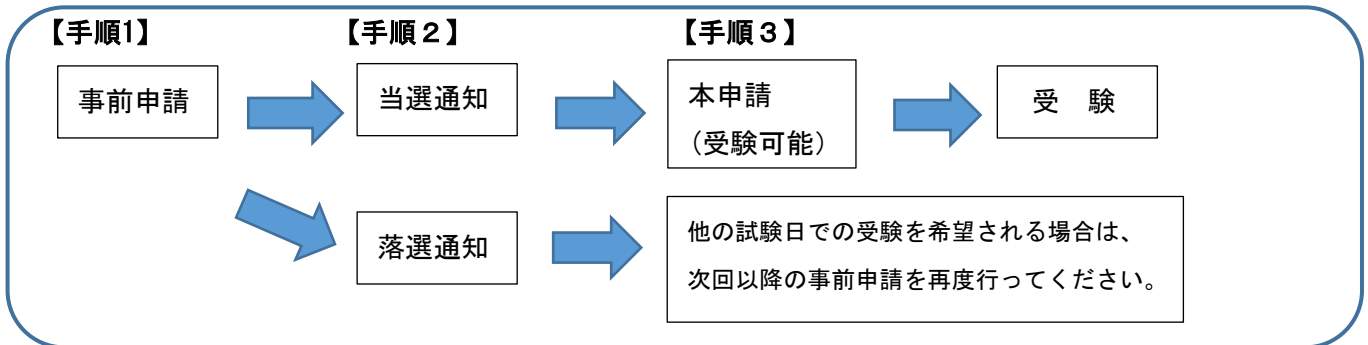 【手順1】
【手順２】
【手順３】
事前申請
当選通知
本申請
（受験可能）
受　験
落選通知
他の試験日での受験を希望される場合は、
次回以降の事前申請を再度行ってください。